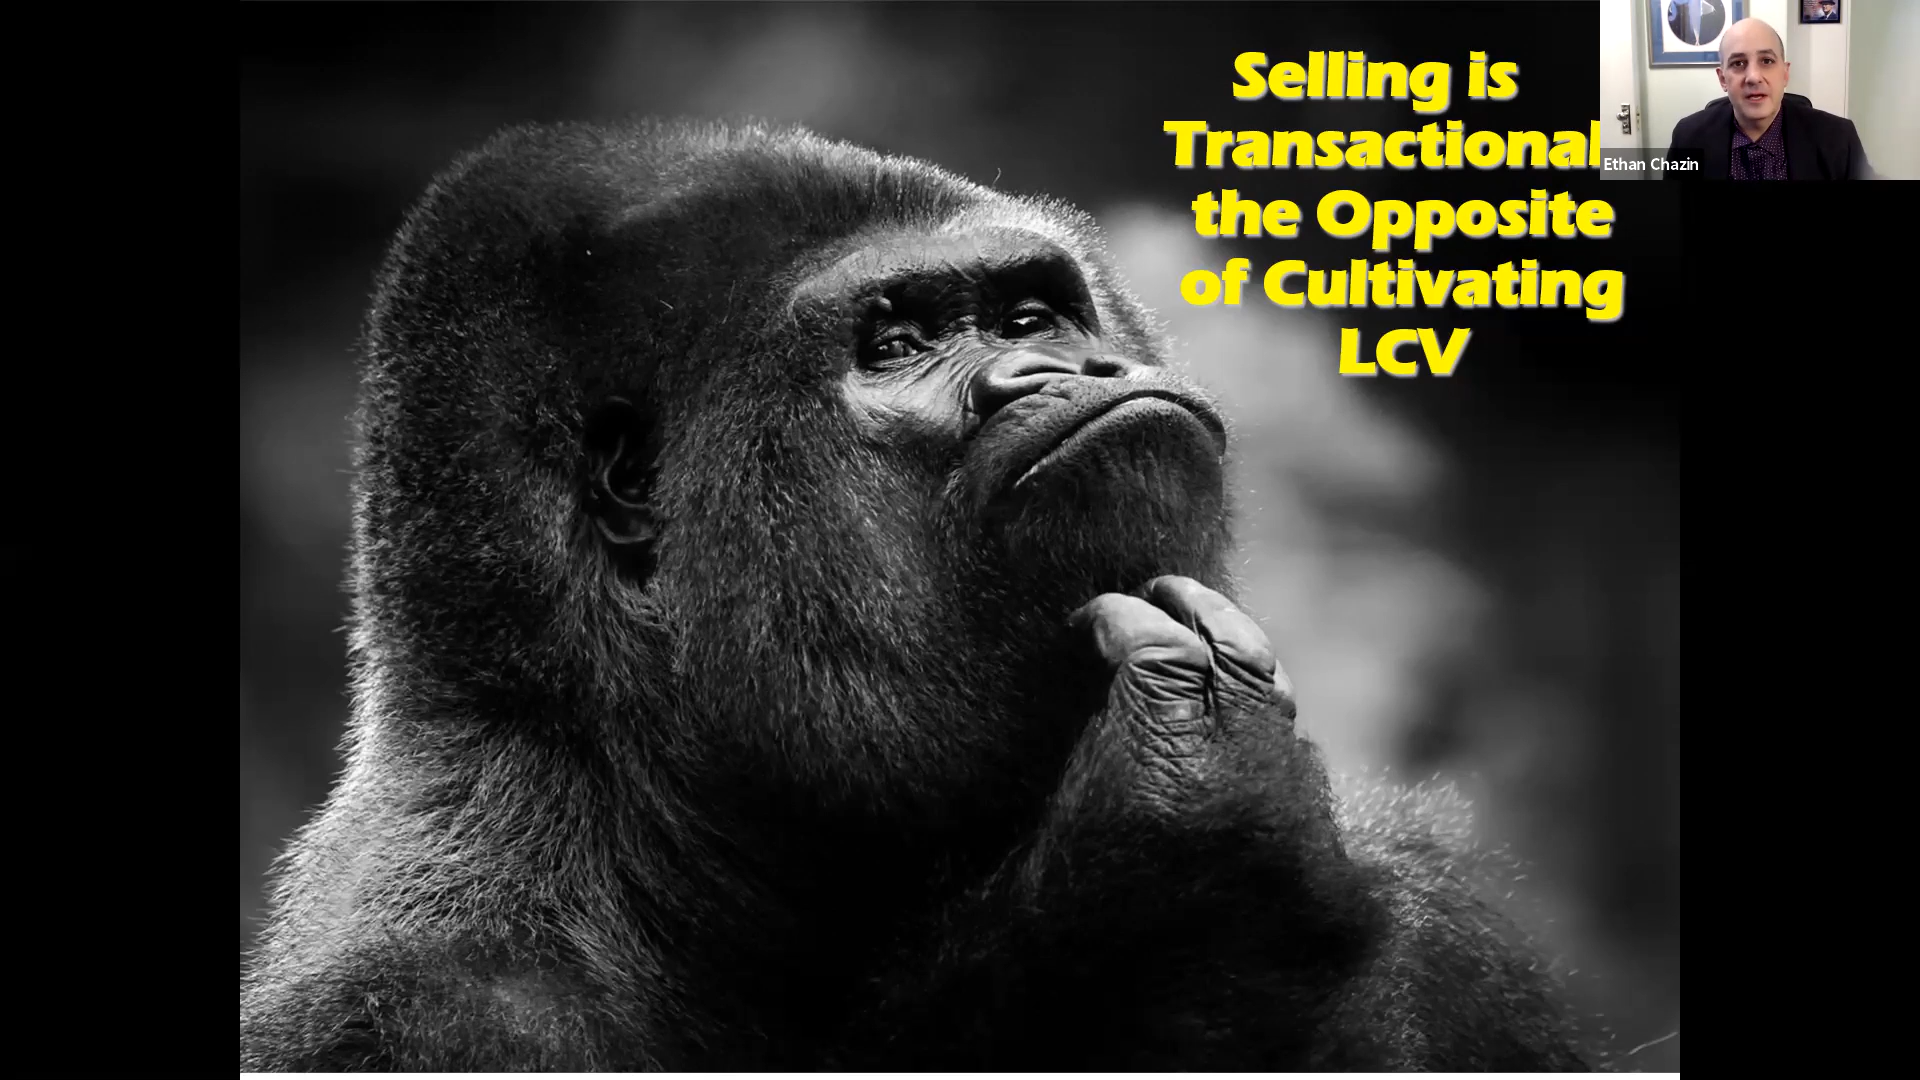 Selling is
Transactional
the Opposite
of Cultivating
LCV
Ethan Chazin